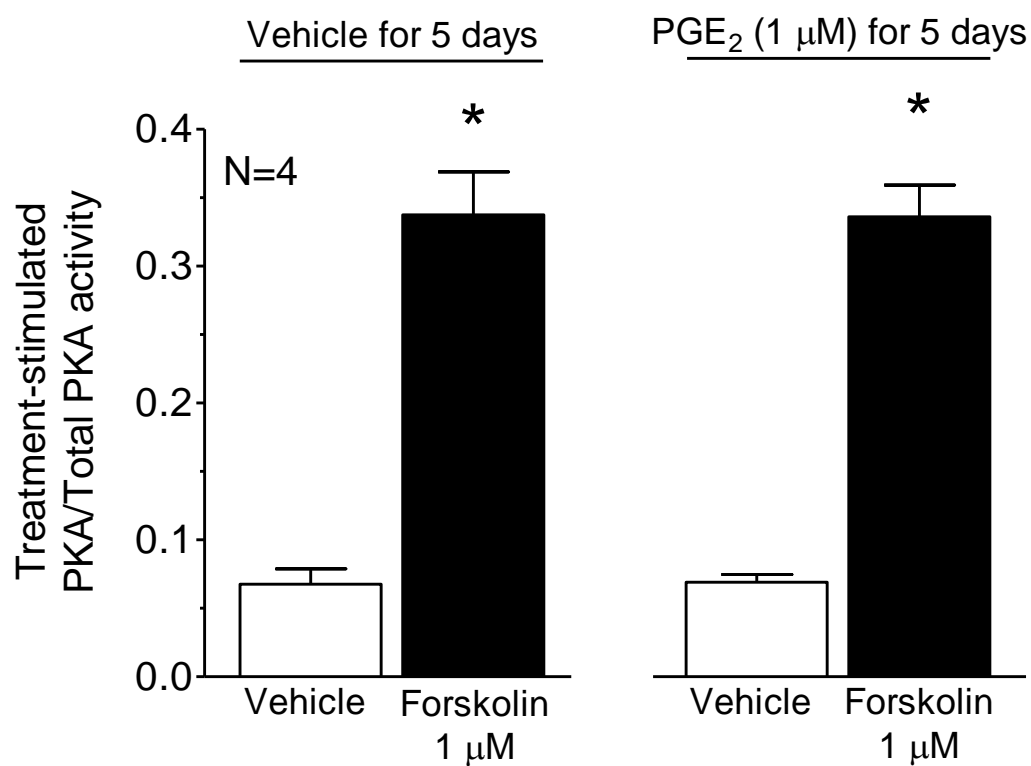 Vehicle for 5 days
PGE₂ (1 μM) for 5 days
*
*
N=4
Treatment-stimulated
PKA/Total PKA activity
0.4
0.3
0.2
0.1
0.0
Vehicle
Forskolin
1 μM
Vehicle
Forskolin
1 μM